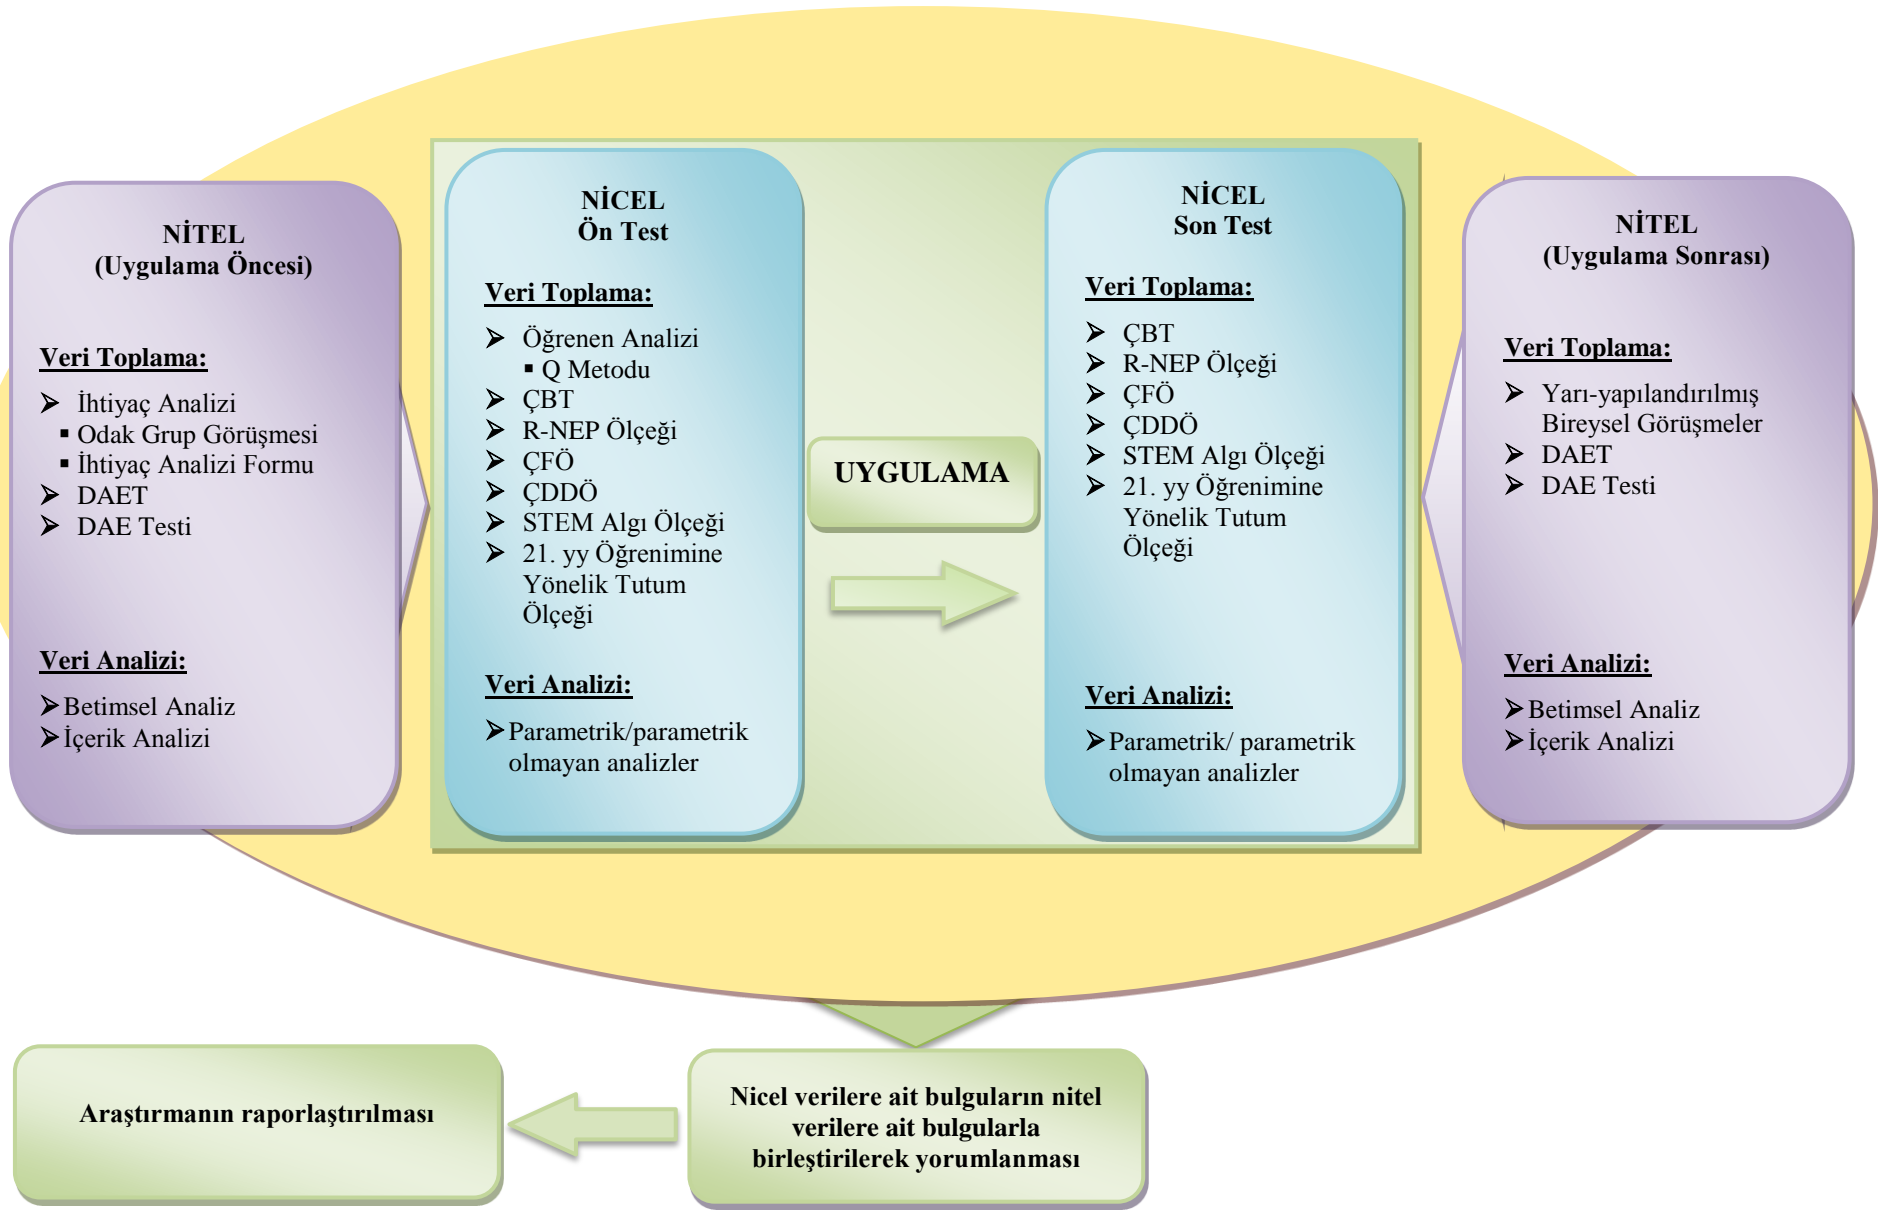 NİTEL
(Uygulama Öncesi)
Veri Toplama:
⮚ İhtiyaç Analizi
▪ Odak Grup Görüşmesi
▪ İhtiyaç Analizi Formu
⮚ DAET
⮚ DAE Testi
Veri Analizi:
⮚ Betimsel Analiz
⮚ İçerik Analizi
NİCEL
Ön Test
Veri Toplama:
⮚ Öğrenen Analizi
▪ Q Metodu
⮚ ÇBT
⮚ R-NEP Ölçeği
⮚ ÇFÖ
⮚ ÇDDÖ
⮚ STEM Algı Ölçeği
⮚ 21. yy Öğrenimine
Yönelik Tutum
Ölçeği
Veri Analizi:
⮚ Parametrik/parametrik
olmayan analizler
UYGULAMA
NİCEL
Son Test
Veri Toplama:
⮚ ÇBT
⮚ R-NEP Ölçeği
⮚ ÇFÖ
⮚ ÇDDÖ
⮚ STEM Algı Ölçeği
⮚ 21. yy Öğrenimine
Yönelik Tutum
Ölçeği
Veri Analizi:
⮚ Parametrik/ parametrik
olmayan analizler
NİTEL
(Uygulama Sonrası)
Veri Toplama:
⮚ Yarı-yapılandırılmış
Bireysel Görüşmeler
⮚ DAET
⮚ DAE Testi
Veri Analizi:
⮚ Betimsel Analiz
⮚ İçerik Analizi
Nicel verilere ait bulguların nitel
verilere ait bulgularla
birleştirilerek yorumlanması
Araştırmanın raporlaştırılması